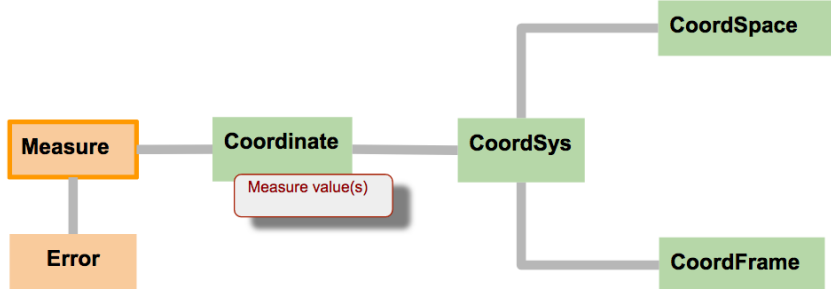 CoordSpace
Measure
Coordinate
CoordSys
Measure value(s)
Error
CoordFrame